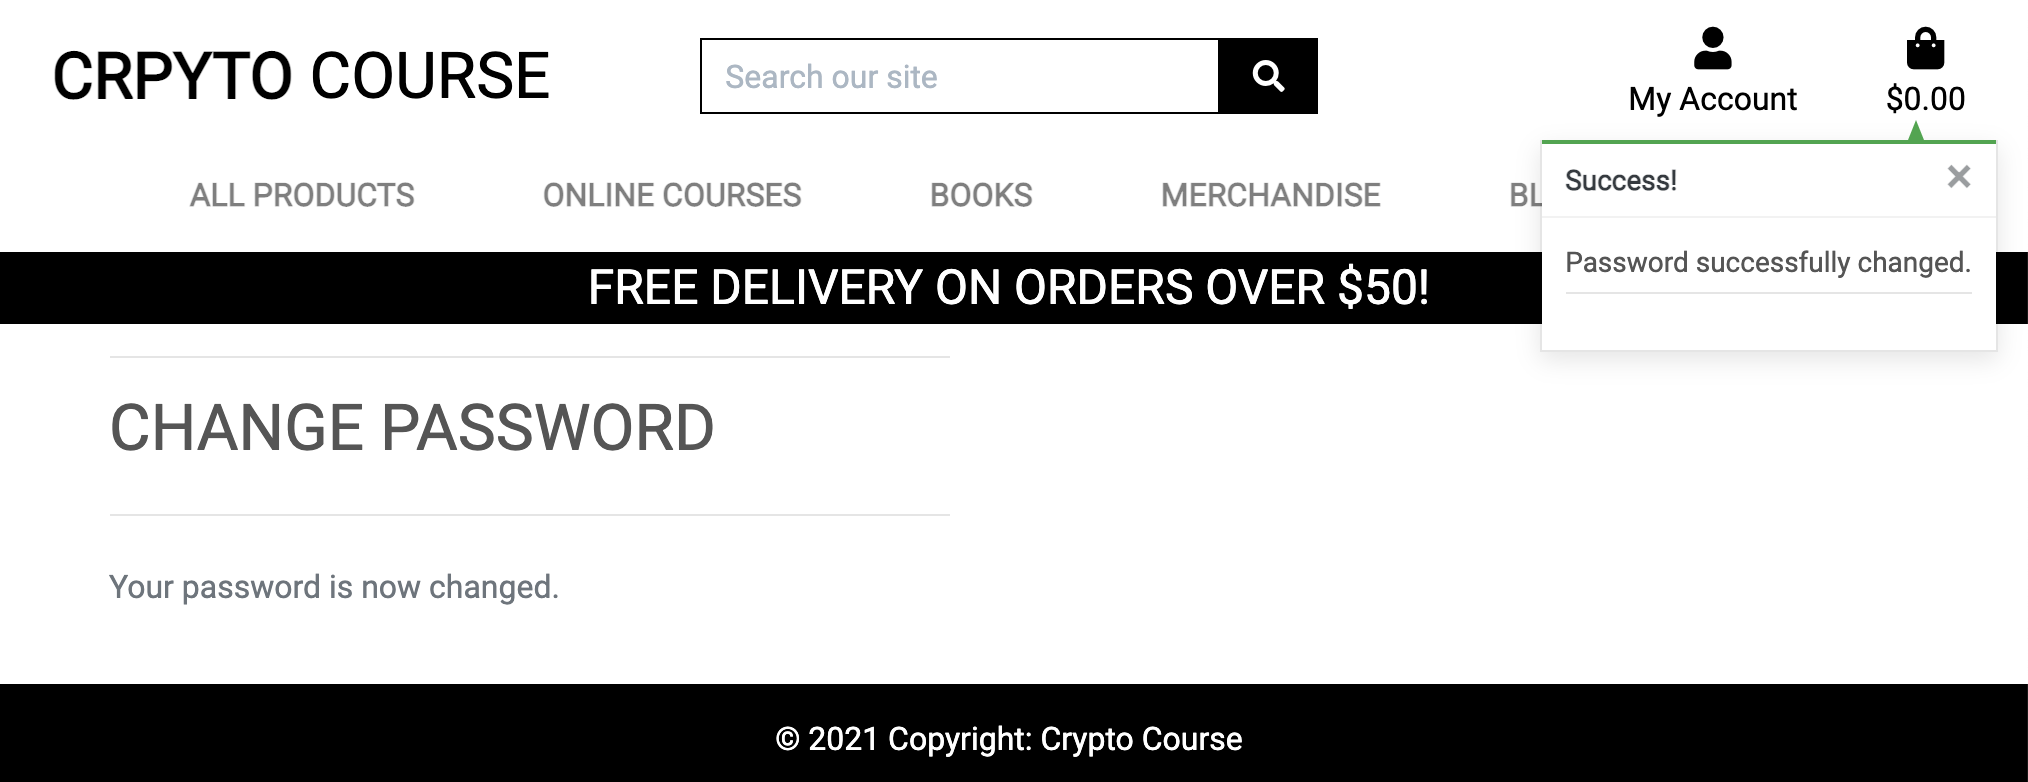 CRPYTO COURSE
Search our site
My Account
$0.00
ALL PRODUCTS
ONLINE COURSES
BOOKS
MERCHANDISE
BL
Success!
Password successfully changed.
FREE DELIVERY ON ORDERS OVER $50!
CHANGE PASSWORD
Your password is now changed.
© 2021 Copyright: Crypto Course